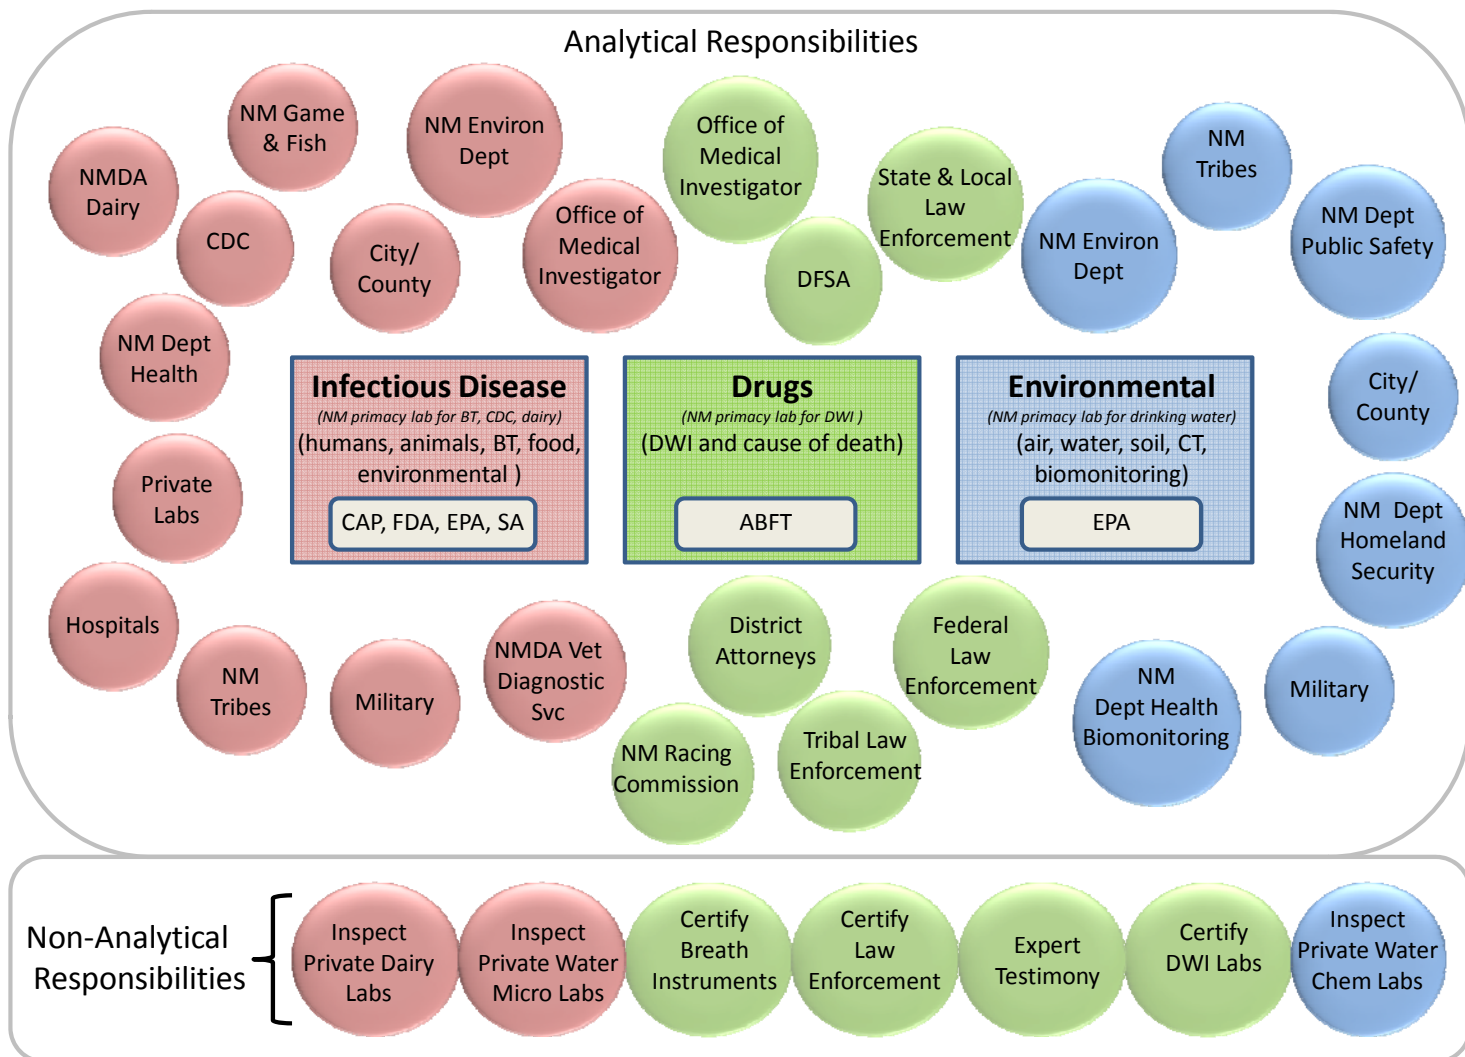 Analytical Responsibilities
NM Game
& Fish
NM Environ
Dept
Office of
Medical
Investigator
NM
Tribes
NMDA
Dairy
CDC
City/
County
Office of
Medical
Investigator
DFSA
State & Local
Law
Enforcement
NM Environ
Dept
NM Dept
Public Safety
NM Dept
Health
Infectious Disease
(NM primacy lab for BT, CDC, dairy)
(humans, animals, BT, food,
environmental )
CAP, FDA, EPA, SA
Drugs
(NM primacy lab for DWI )
(DWI and cause of death)
ABFT
Environmental
(NM primacy lab for drinking water)
(air, water, soil, CT,
biomonitoring)
EPA
City/
County
Private
Labs
NM Dept
Homeland
Security
Hospitals
NM
Tribes
Military
NMDA Vet
Diagnostic
Svc
District
Attorneys
Federal
Law
Enforcement
NM
Dept Health
Biomonitoring
Military
NM Racing
Commission
Tribal Law
Enforcement
Non-Analytical
Responsibilities
Inspect
Private Dairy
Labs
Inspect
Private Water
Micro Labs
Certify
Breath
Instruments
Certify
Law
Enforcement
Expert
Testimony
Certify
DWI Labs
Inspect
Private Water
Chem Labs